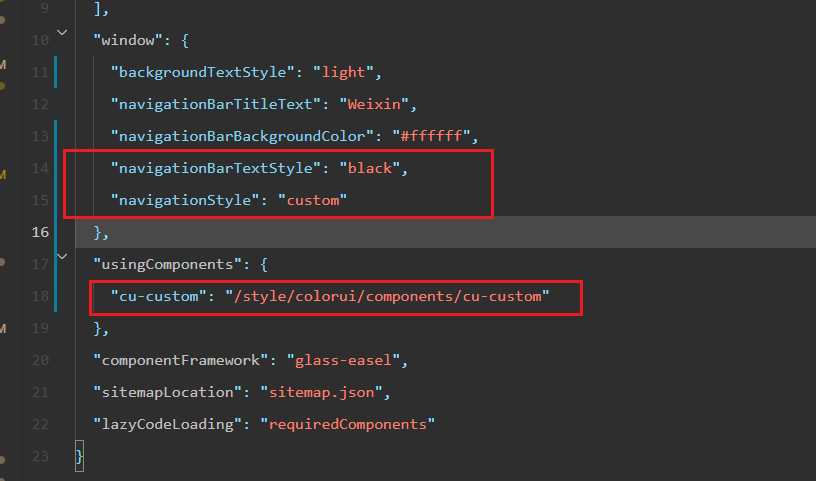 9 ],
10 "window": {
11 "backgroundTextStyle": "light",
12 "navigationBarTitleText": "Weixin",
13 "navigationBarBackgroundColor": "#ffffff",
14 "navigationBarTextStyle": "black",
15 "navigationStyle": "custom"
16 },
17 "usingComponents": {
18 "cu-custom": "/style/colorui/components/cu-custom"
19 },
20 "componentFramework": "glass-easel",
21 "sitemapLocation": "sitemap.json",
22 "lazyCodeLoading": "requiredComponents"
23 }
M
M
M